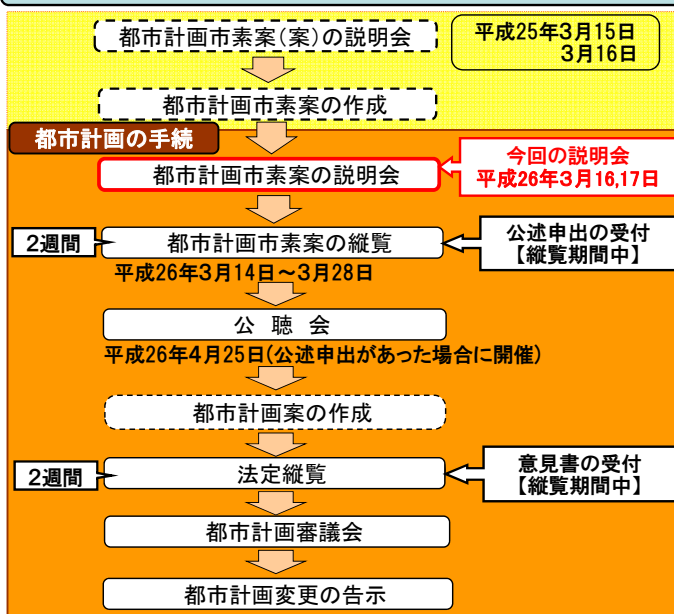 都市計画市素案(案)の説明会
平成25年3月15日
3月16日
都市計画市素案の作成
都市計画の手続
都市計画市素案の説明会
今回の説明会
平成26年3月16,17日
2週間
都市計画市素案の縦覧
公述申出の受付
【縦覧期間中】
平成26年3月14日～3月28日
公 聴 会
平成26年4月25日(公述申出があった場合に開催)
都市計画案の作成
2週間
法定縦覧
意見書の受付
【縦覧期間中】
都市計画審議会
都市計画変更の告示